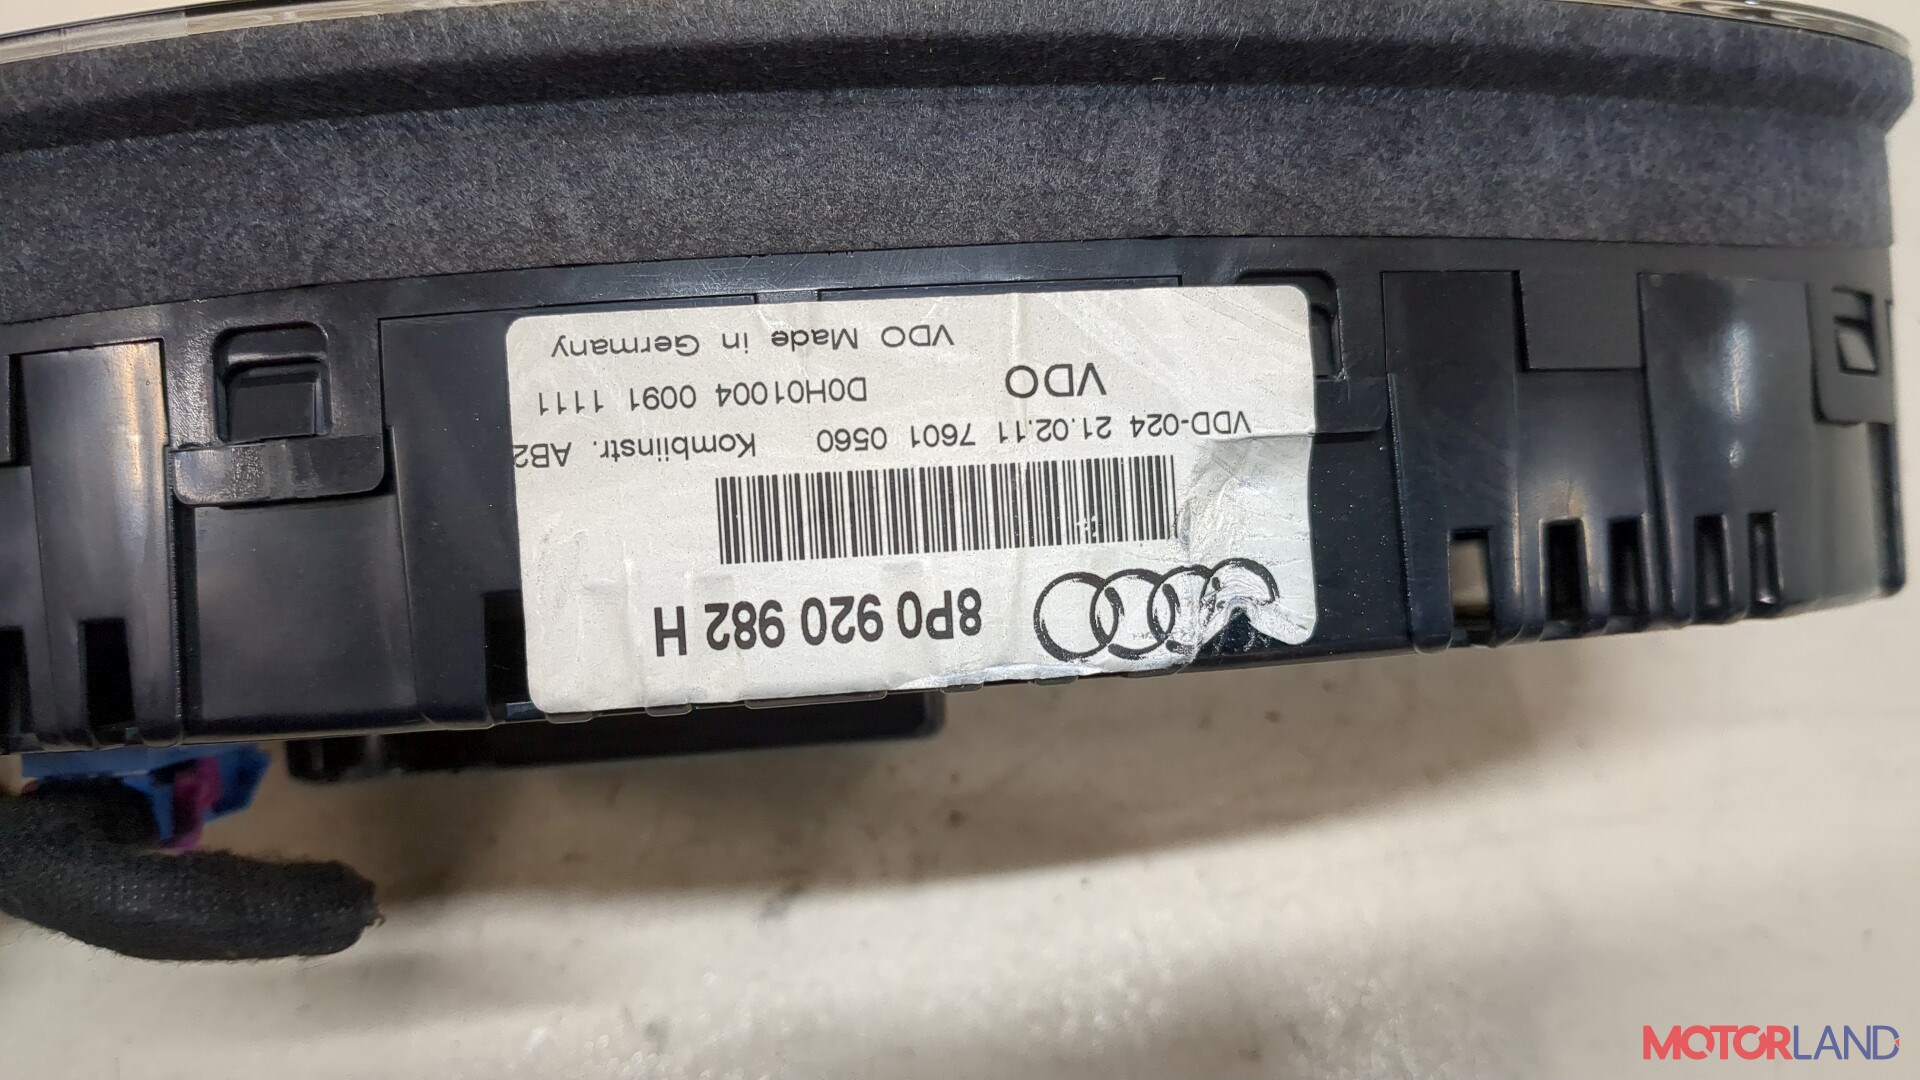 8P0 920 982 H
VDD-024 21.02.11 7601 0560 Kombiinstr. AB2
VDO D0H01004 0091 1111
VDO Made in Germany
MOTORLAND